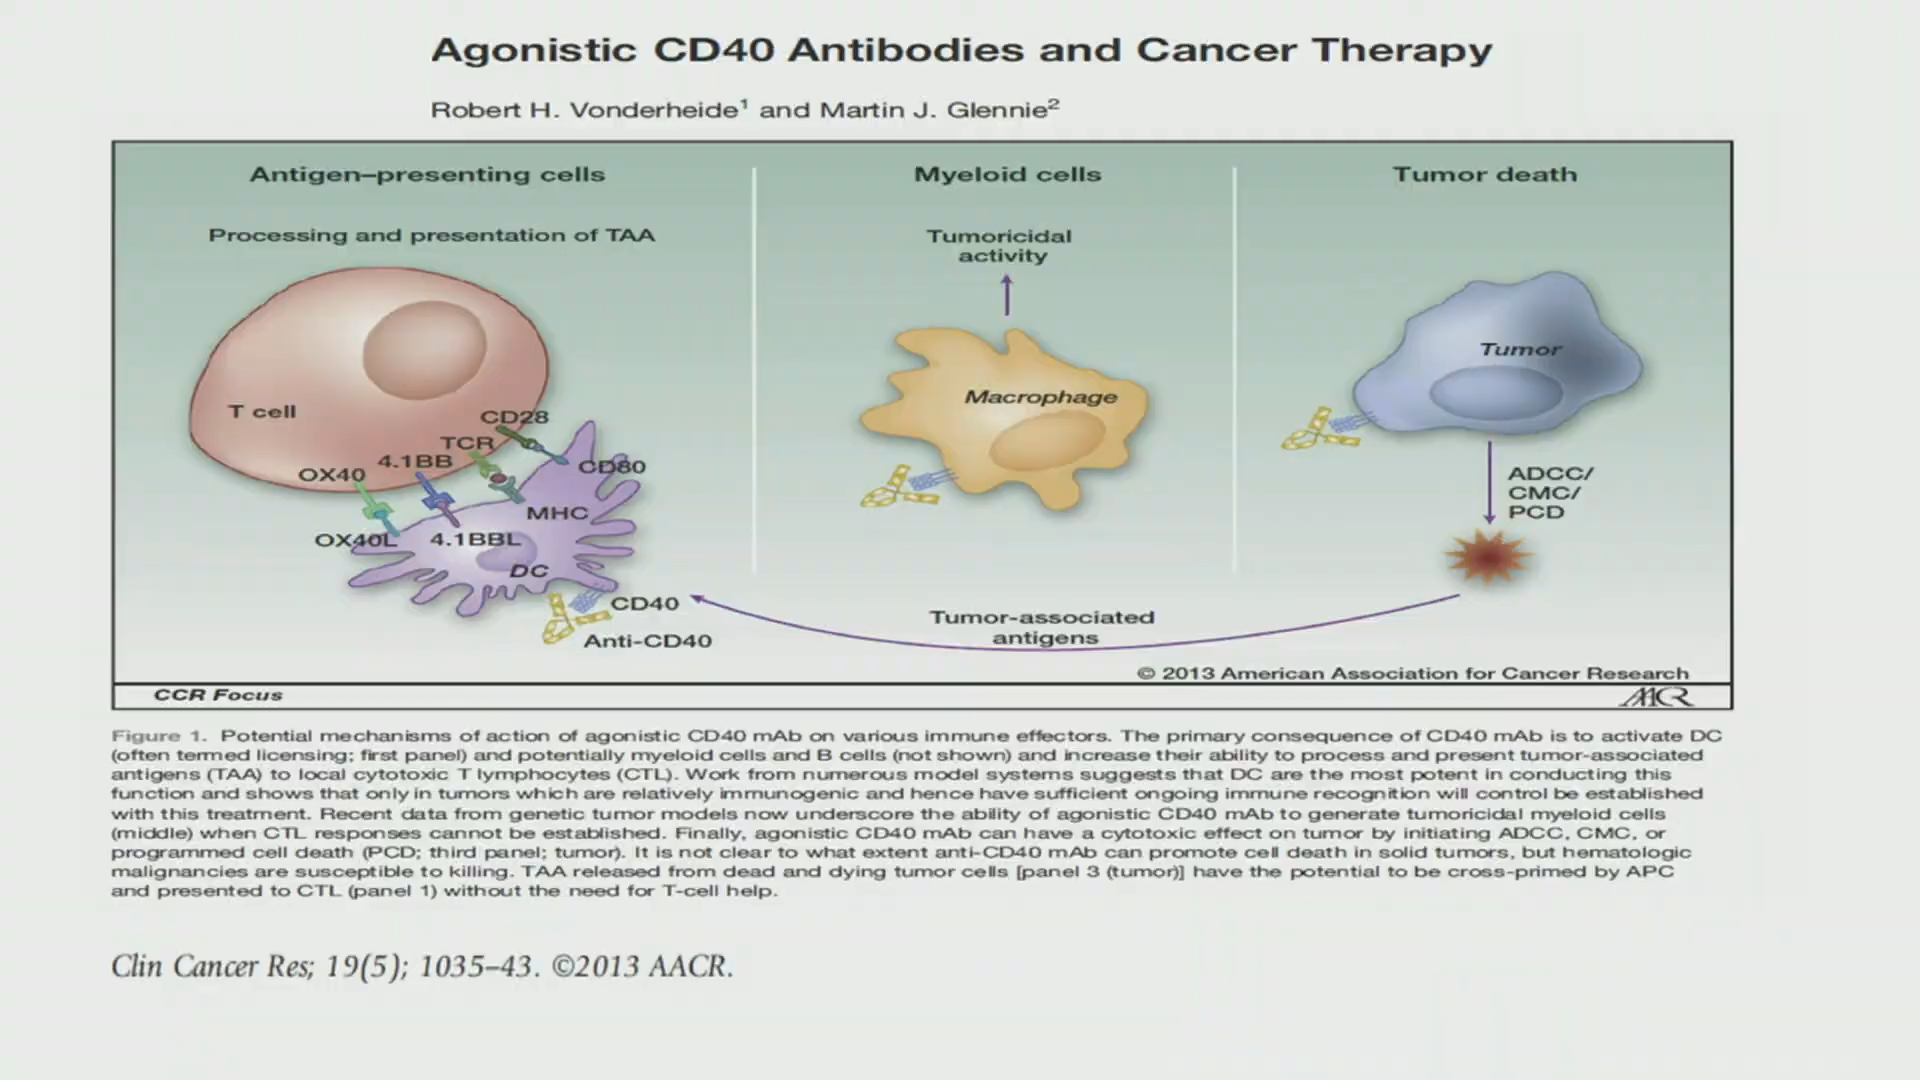 Agonistic CD40 Antibodies and Cancer Therapy
Robert H. Vonderheide1 and Martin J. Glennie2
Antigen–presenting cells
Processing and presentation of TAA
T cell
CD28
TCR
4.1BB
OX40
CD80
MHC
OX40L
4.1BBL
DC
CD40
Anti-CD40
Myeloid cells
Tumoricidal
activity
Macrophage
Tumor death
Tumor
ADCC/
CMC/
PCD
Tumor-associated
antigens
© 2013 American Association for Cancer Research
CCR Focus
AACR
Figure 1. Potential mechanisms of action of agonistic CD40 mAb on various immune effectors. The primary consequence of CD40 mAb is to activate DC
(often termed licensing; first panel) and potentially myeloid cells and B cells (not shown) and increase their ability to process and present tumor-associated
antigens (TAA) to local cytotoxic T lymphocytes (CTL). Work from numerous model systems suggests that DC are the most potent in conducting this
function and shows that only in tumors which are relatively immunogenic and hence have sufficient ongoing immune recognition will control be established
with this treatment. Recent data from genetic tumor models now underscore the ability of agonistic CD40 mAb to generate tumoricidal myeloid cells
(middle) when CTL responses cannot be established. Finally, agonistic CD40 mAb can have a cytotoxic effect on tumor by initiating ADCC, CMC, or
programmed cell death (PCD; third panel; tumor). It is not clear to what extent anti-CD40 mAb can promote cell death in solid tumors, but hematologic
malignancies are susceptible to killing. TAA released from dead and dying tumor cells [panel 3 (tumor)] have the potential to be cross-primed by APC
and presented to CTL (panel 1) without the need for T-cell help.
Clin Cancer Res; 19(5); 1035–43. ©2013 AACR.